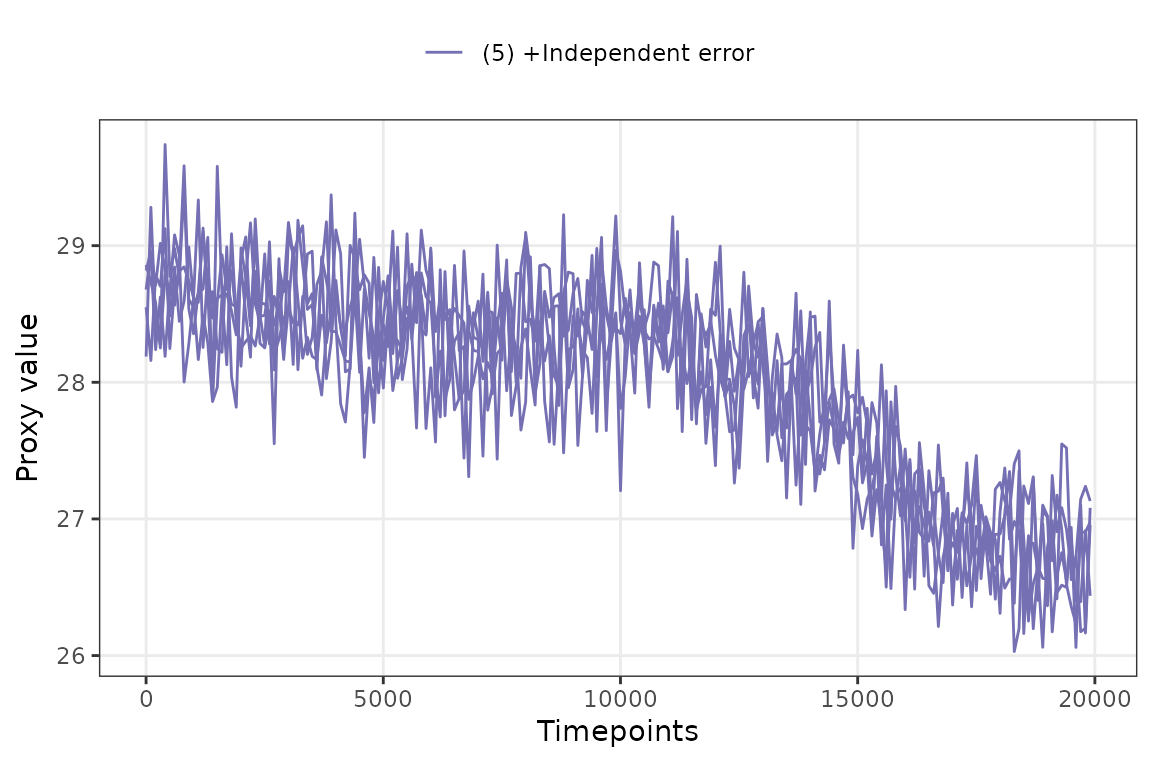 (5) +Independent error
29
28
27
26
Proxy value
0 5000 10000 15000 20000
Timepoints